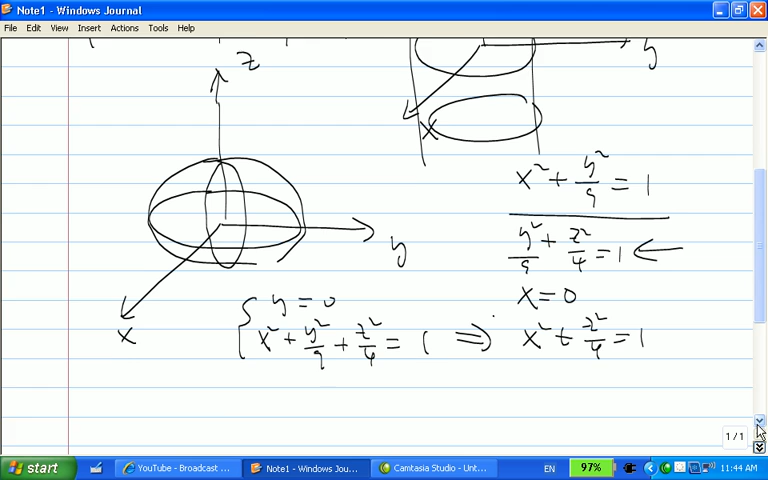 Note1 - Windows Journal
File Edit View Insert Actions Tools Help
z
y
x
x² + y²/9 = 1
y²/9 + z²/4 = 1 ←
x = 0
y
x
{ y = 0
x² + y²/9 + z²/4 = 1 ⇒ x² + z²/4 = 1
1/1
start YouTube - Broadcast ... Note1 - Windows Jou... Camtasia Studio - Unt... EN 97% 11:44 AM